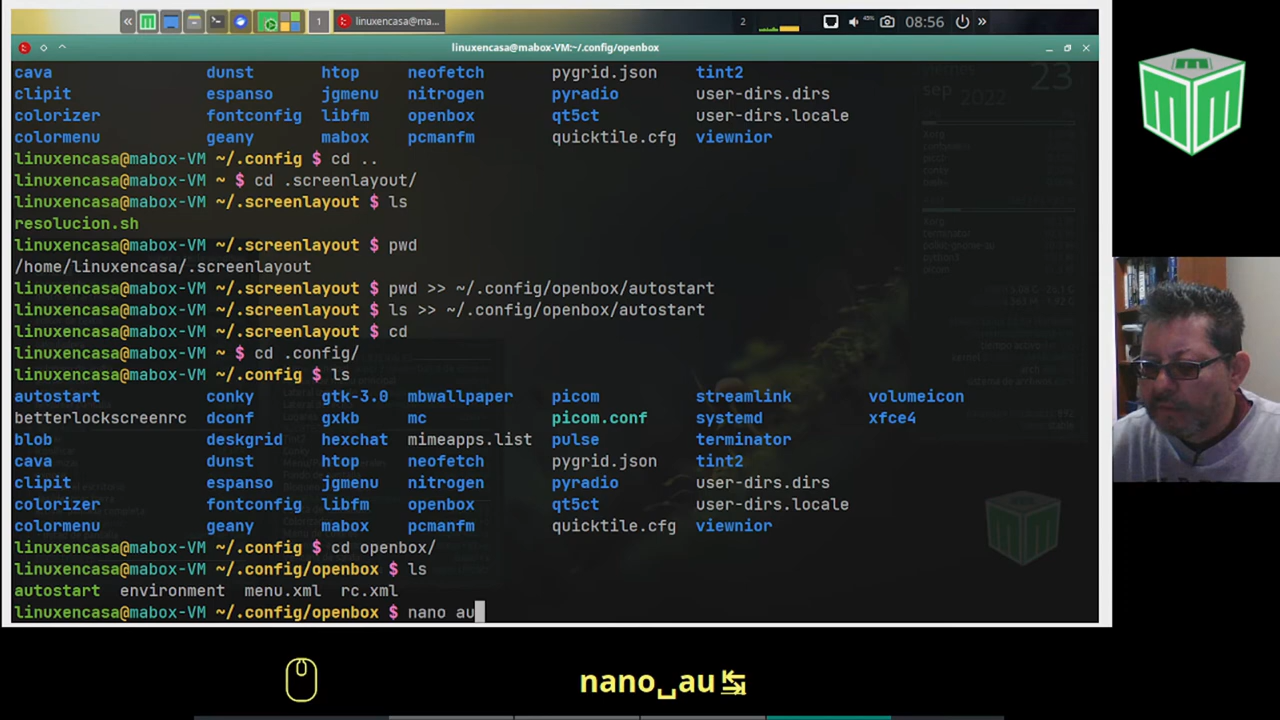 « 1 linuxencasa@ma... 2 45% 08:56 »
linuxencasa@mabox-VM:~/.config/openbox
viernes 23
sep 2022
cava dunst htop neofetch pygrid.json tint2
clipit espanso jgmenu nitrogen pyradio user-dirs.dirs
colorizer fontconfig libfm openbox qt5ct user-dirs.locale
colormenu geany mabox pcmanfm quicktile.cfg viewnior
linuxencasa@mabox-VM ~/.config $ cd ..
linuxencasa@mabox-VM ~ $ cd .screenlayout/
linuxencasa@mabox-VM ~/.screenlayout $ ls
resolucion.sh
linuxencasa@mabox-VM ~/.screenlayout $ pwd
/home/linuxencasa/.screenlayout
linuxencasa@mabox-VM ~/.screenlayout $ pwd >> ~/.config/openbox/autostart
linuxencasa@mabox-VM ~/.screenlayout $ ls >> ~/.config/openbox/autostart
linuxencasa@mabox-VM ~/.screenlayout $ cd
linuxencasa@mabox-VM ~ $ cd .config/
linuxencasa@mabox-VM ~/.config $ ls
autostart conky gtk-3.0 mbwallpaper picom streamlink volumeicon
betterlockscreenrc dconf gxkb mc picom.conf systemd xfce4
blob deskgrid hexchat mimeapps.list pulse terminator
cava dunst htop neofetch pygrid.json tint2
clipit espanso jgmenu nitrogen pyradio user-dirs.dirs
colorizer fontconfig libfm openbox qt5ct user-dirs.locale
colormenu geany mabox pcmanfm quicktile.cfg viewnior
linuxencasa@mabox-VM ~/.config $ cd openbox/
linuxencasa@mabox-VM ~/.config/openbox $ ls
autostart environment menu.xml rc.xml
linuxencasa@mabox-VM ~/.config/openbox $ nano au
nano␣au↹